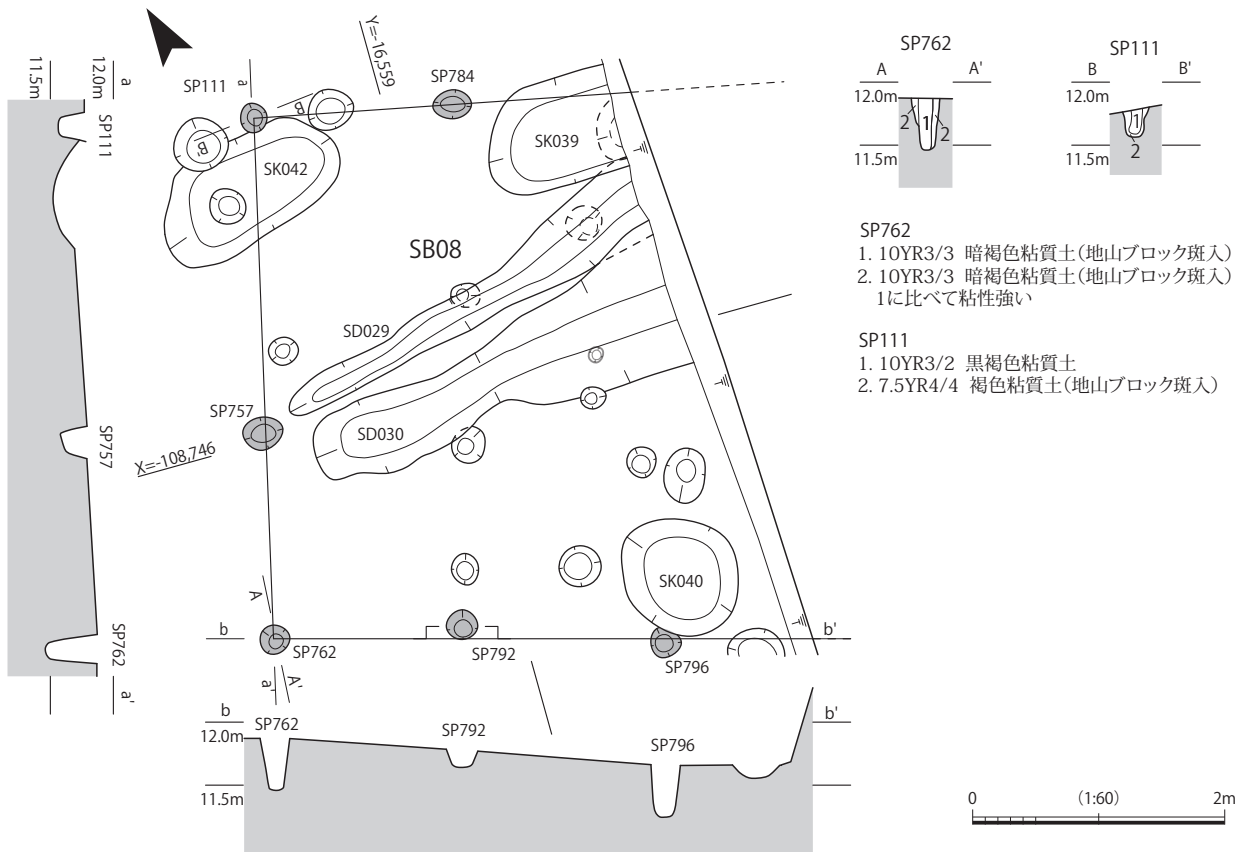 11.5m
12.0m
a
SP111
SP757
SP762
a'
SP111
a
Y=-16,559
SP784
B
B'
SK042
SK039
SB08
SD029
SP757
SD030
X=-108,746
SK040
A
b
b'
SP762
SP792
SP796
a'
A'
b
b'
SP762
SP792
SP796
12.0m
11.5m
SP762
A
A'
12.0m
1
2
2
11.5m
SP111
B
B'
12.0m
1
11.5m
2
SP762
1. 10YR3/3 暗褐色粘質土(地山ブロック斑入)
2. 10YR3/3 暗褐色粘質土(地山ブロック斑入)
1に比べて粘性強い
SP111
1. 10YR3/2 黒褐色粘質土
2. 7.5YR4/4 褐色粘質土(地山ブロック斑入)
0 (1:60) 2m